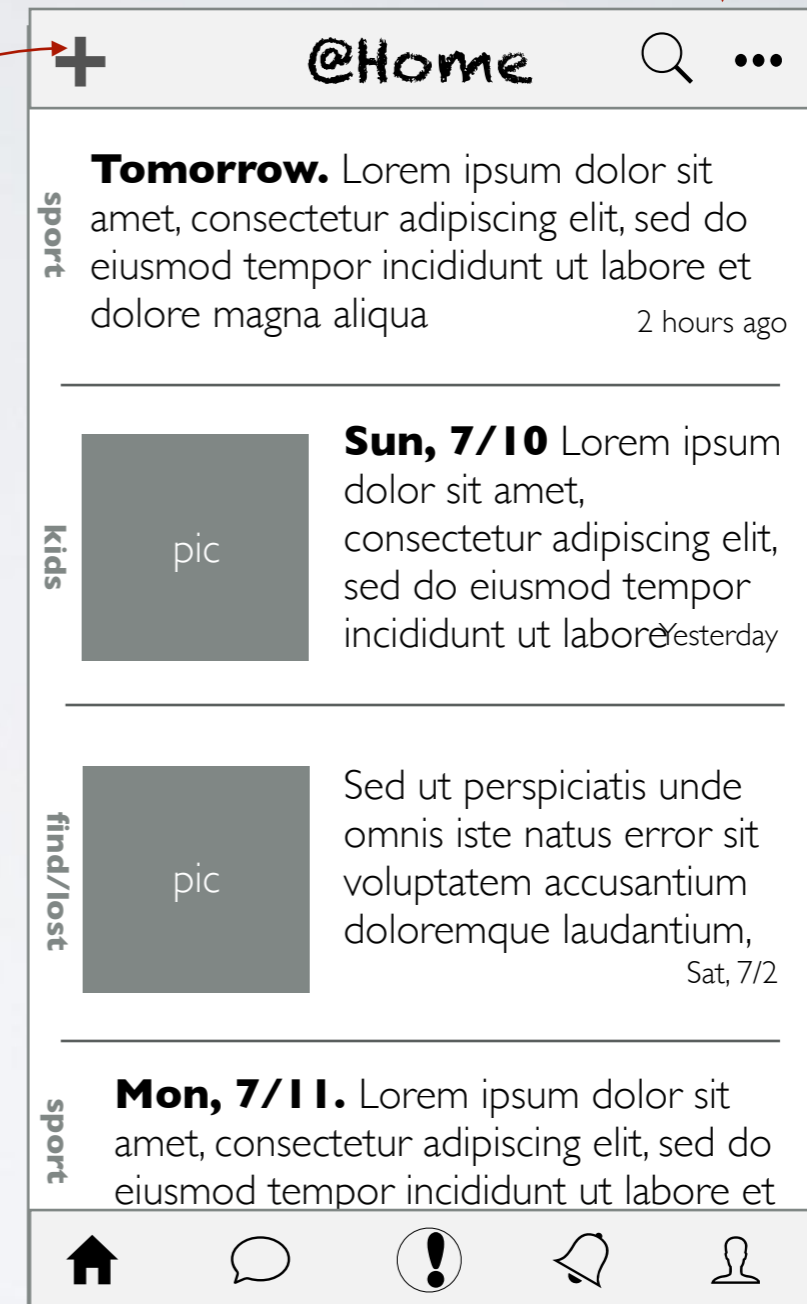 @Home
sport
Tomorrow. Lorem ipsum dolor sit
amet, consectetur adipiscing elit, sed do
eiusmod tempor incididunt ut labore et
dolore magna aliqua
2 hours ago
kids
pic
Sun, 7/10 Lorem ipsum
dolor sit amet,
consectetur adipiscing elit,
sed do eiusmod tempor
incididunt ut labore
Yesterday
find/lost
pic
Sed ut perspiciatis unde
omnis iste natus error sit
voluptatem accusantium
doloremque laudantium,
Sat, 7/2
sport
Mon, 7/11. Lorem ipsum dolor sit
amet, consectetur adipiscing elit, sed do
eiusmod tempor incididunt ut labore et